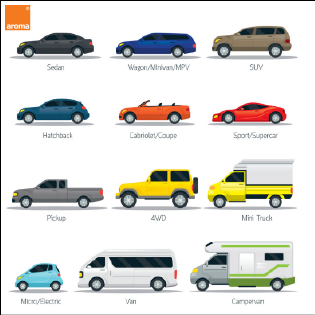 aroma
Sedan
Wagon/Minivan/MPV
SUV
Hatchback
Cabriolet/Coupe
Sport/Supercar
Pickup
4WD
Mini Truck
Micro/Electric
Van
Campervan